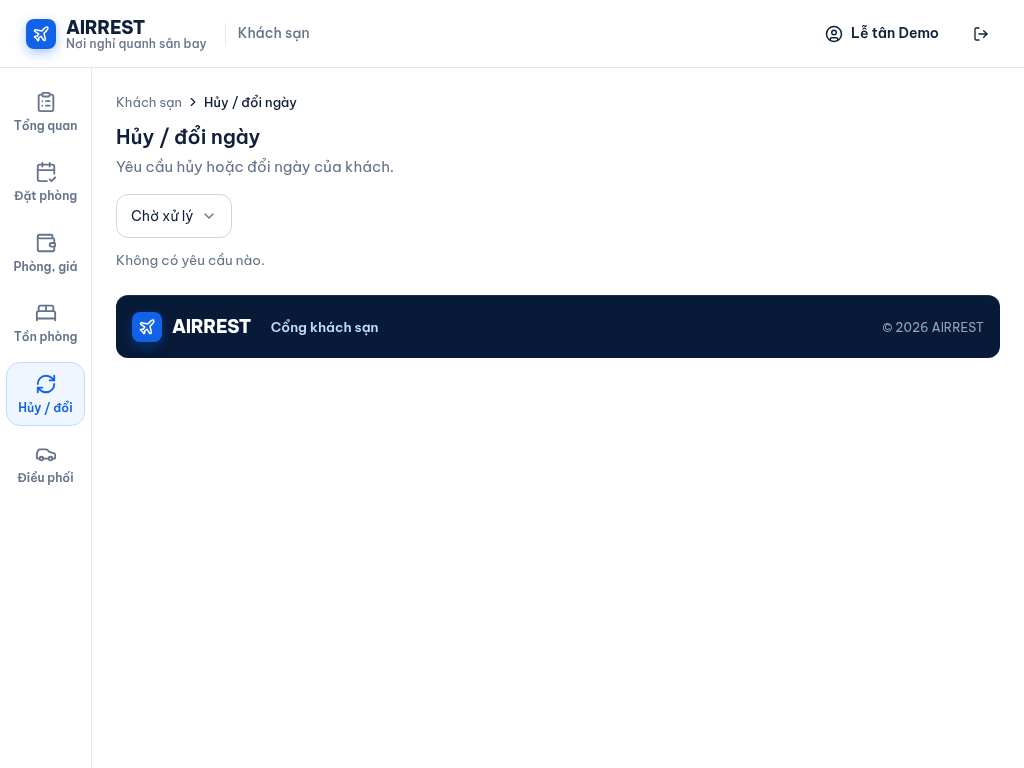 AIRREST
Nơi nghỉ quanh sân bay
Khách sạn
Lễ tân Demo
Tổng quan
Đặt phòng
Phòng, giá
Tồn phòng
Hủy / đổi
Điều phối
Khách sạn > Hủy / đổi ngày
Hủy / đổi ngày
Yêu cầu hủy hoặc đổi ngày của khách.
Chờ xử lý
Không có yêu cầu nào.
AIRREST
Cổng khách sạn
© 2026 AIRREST